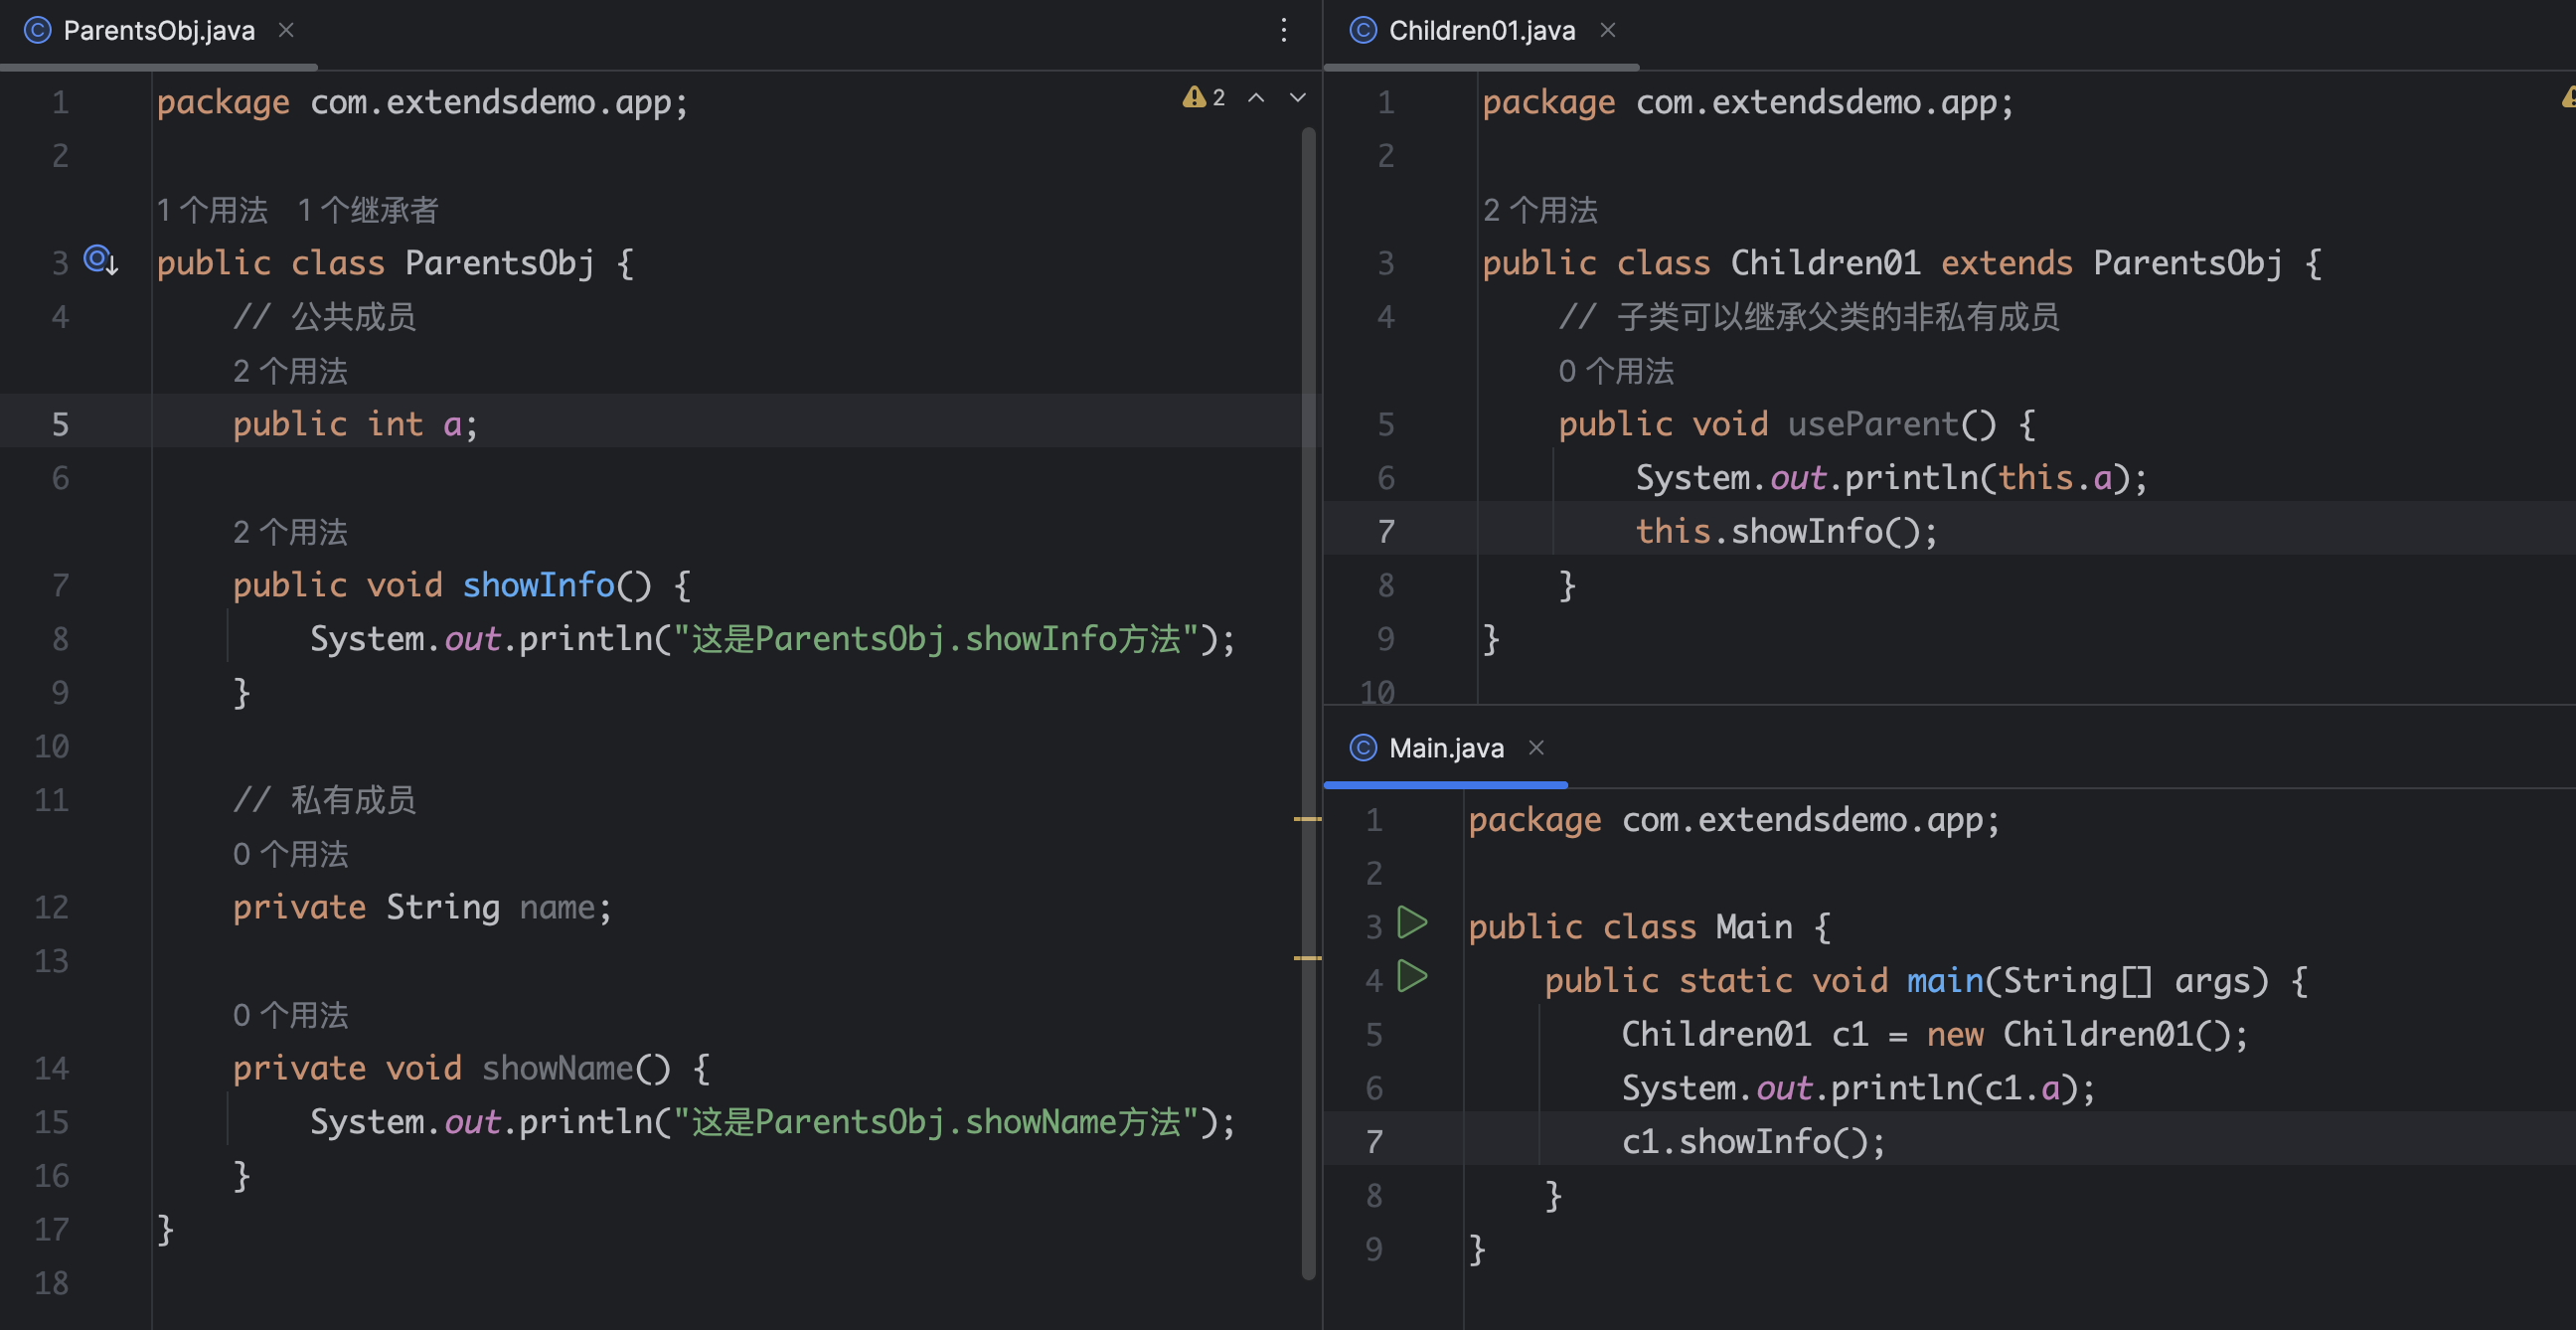 ParentsObj.java
2
1 package com.extendsdemo.app;
2
1 个用法 1 个继承者
3 public class ParentsObj {
4 // 公共成员
2 个用法
5 public int a;
6
2 个用法
7 public void showInfo() {
8 System.out.println("这是ParentsObj.showInfo方法");
9 }
10
11 // 私有成员
0 个用法
12 private String name;
13
0 个用法
14 private void showName() {
15 System.out.println("这是ParentsObj.showName方法");
16 }
17 }
18
Children01.java
1 package com.extendsdemo.app;
2
2 个用法
3 public class Children01 extends ParentsObj {
4 // 子类可以继承父类的非私有成员
0 个用法
5 public void useParent() {
6 System.out.println(this.a);
7 this.showInfo();
8 }
9 }
10
Main.java
1 package com.extendsdemo.app;
2
3 public class Main {
4 public static void main(String[] args) {
5 Children01 c1 = new Children01();
6 System.out.println(c1.a);
7 c1.showInfo();
8 }
9 }